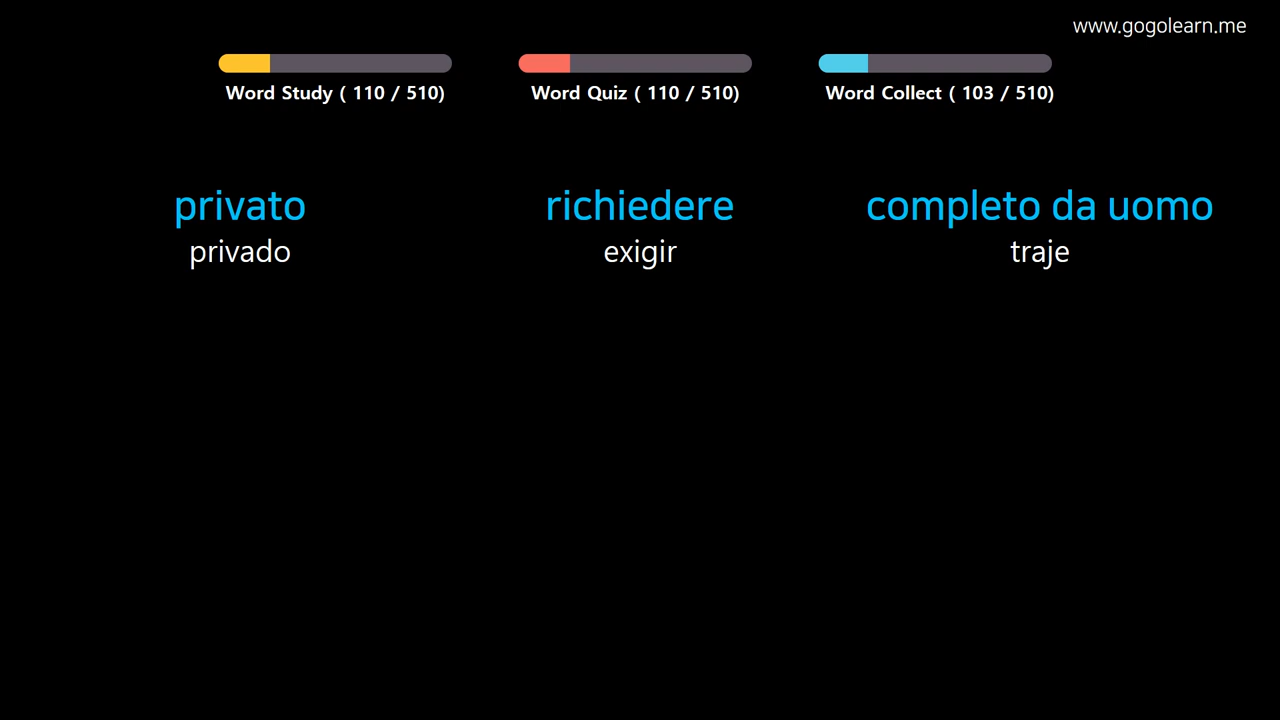 www.gogolearn.me
Word Study ( 110 / 510)
Word Quiz ( 110 / 510)
Word Collect ( 103 / 510)
privato
privado
richiedere
exigir
completo da uomo
traje